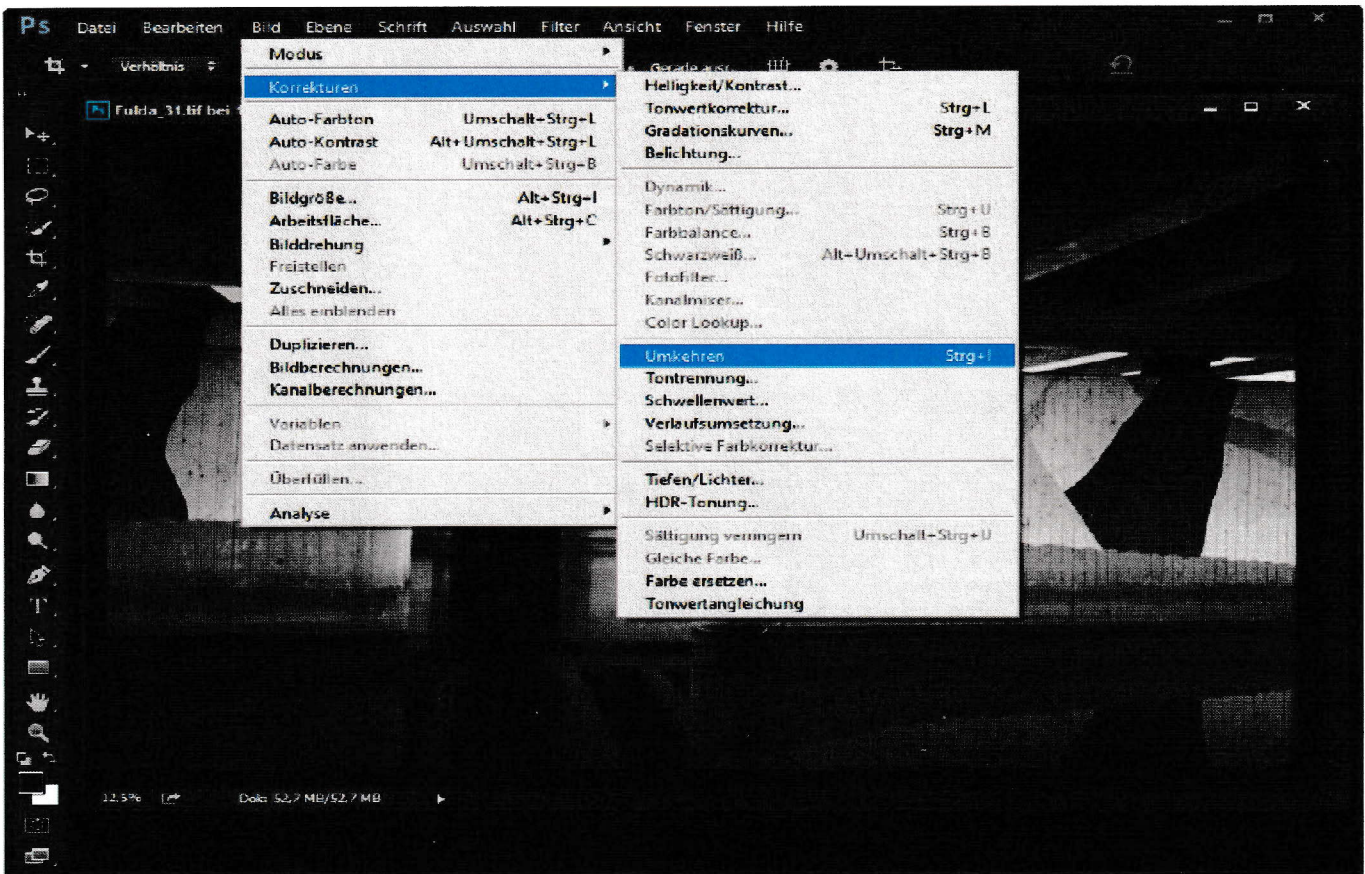 Ps Datei Bearbeiten Bild Ebene Schrift Auswahl Filter Ansicht Fenster Hilfe
Verhältnis
Gerade ausr.
Fulda_31.tif bei
Modus
Korrekturen
Auto-Farbton Umschalt+Strg+L
Auto-Kontrast Alt+Umschalt+Strg+L
Auto-Farbe Umschalt+Strg+B
Bildgröße... Alt+Strg+I
Arbeitsfläche... Alt+Strg+C
Bilddrehung
Freistellen
Zuschneiden...
Alles einblenden
Duplizieren...
Bildberechnungen...
Kanalberechnungen...
Variablen
Datensatz anwenden...
Überfüllen...
Analyse
Helligkeit/Kontrast...
Tonwertkorrektur... Strg+L
Gradationskurven... Strg+M
Belichtung...
Dynamik...
Farbton/Sättigung... Strg+U
Farbbalance... Strg+B
Schwarzweiß... Alt+Umschalt+Strg+B
Fotofilter...
Kanalmixer...
Color Lookup...
Umkehren Strg+I
Tontrennung...
Schwellenwert...
Verlaufsumsetzung...
Selektive Farbkorrektur...
Tiefen/Lichter...
HDR-Tonung...
Sättigung verringern Umschalt+Strg+U
Gleiche Farbe...
Farbe ersetzen...
Tonwertangleichung
12,5% Dok: 52,7 MB/52,7 MB